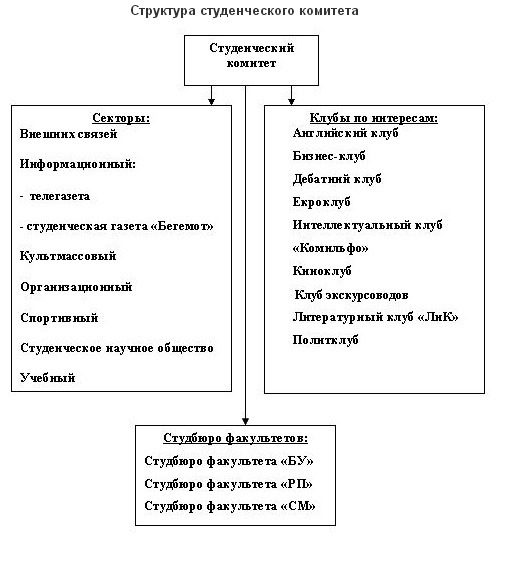 Структура студенческого комитета
Студенческий
комитет
Секторы:
Внешних связей
Информационный:
- телегазета
- студенческая газета «Бегемот»
Культмассовый
Организационный
Спортивный
Студенческое научное общество
Учебный
Клубы по интересам:
Английский клуб
Бизнес-клуб
Дебатний клуб
Екроклуб
Интеллектуальный клуб
«Комильфо»
Киноклуб
Клуб экскурсоводов
Литературный клуб «ЛиК»
Политклуб
Студбюро факультетов:
Студбюро факультета «БУ»
Студбюро факультета «РП»
Студбюро факультета «СМ»